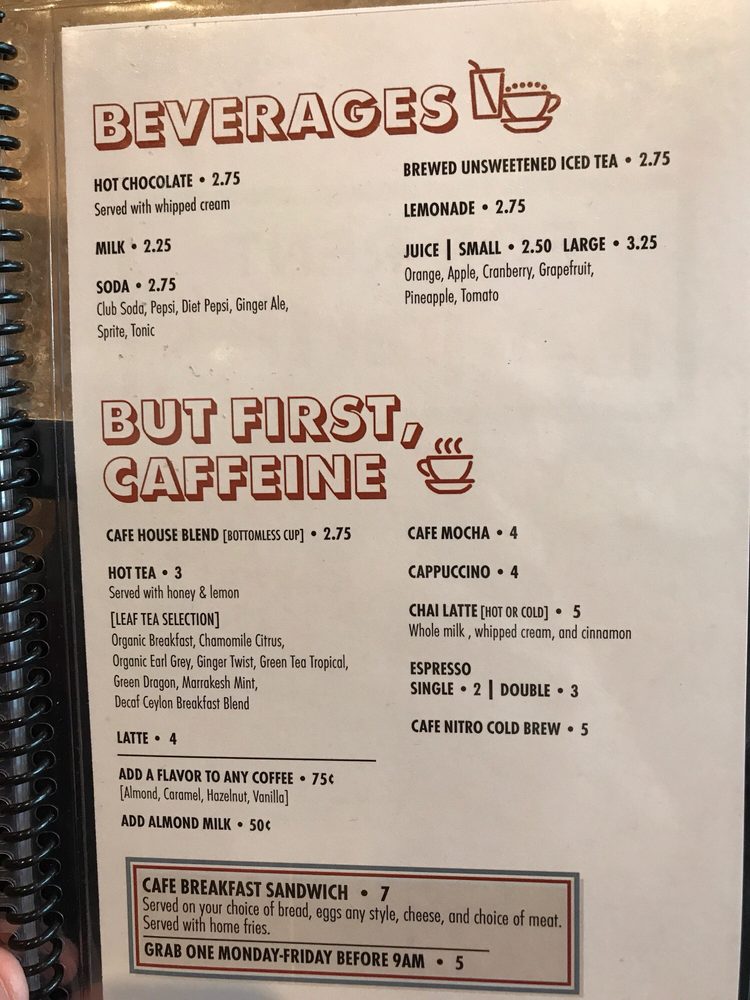 BEVERAGES
HOT CHOCOLATE • 2.75
Served with whipped cream
MILK • 2.25
SODA • 2.75
Club Soda, Pepsi, Diet Pepsi, Ginger Ale,
Sprite, Tonic
BREWED UNSWEETENED ICED TEA • 2.75
LEMONADE • 2.75
JUICE | SMALL • 2.50 LARGE • 3.25
Orange, Apple, Cranberry, Grapefruit,
Pineapple, Tomato
BUT FIRST,
CAFFEINE
CAFE HOUSE BLEND [BOTTOMLESS CUP] • 2.75
HOT TEA • 3
Served with honey & lemon
[LEAF TEA SELECTION]
Organic Breakfast, Chamomile Citrus,
Organic Earl Grey, Ginger Twist, Green Tea Tropical,
Green Dragon, Marrakesh Mint,
Decaf Ceylon Breakfast Blend
LATTE • 4
ADD A FLAVOR TO ANY COFFEE • 75¢
[Almond, Caramel, Hazelnut, Vanilla]
ADD ALMOND MILK • 50¢
CAFE MOCHA • 4
CAPPUCCINO • 4
CHAI LATTE [HOT OR COLD] • 5
Whole milk , whipped cream, and cinnamon
ESPRESSO
SINGLE • 2 | DOUBLE • 3
CAFE NITRO COLD BREW • 5
CAFE BREAKFAST SANDWICH • 7
Served on your choice of bread, eggs any style, cheese, and choice of meat.
Served with home fries.
GRAB ONE MONDAY-FRIDAY BEFORE 9AM • 5